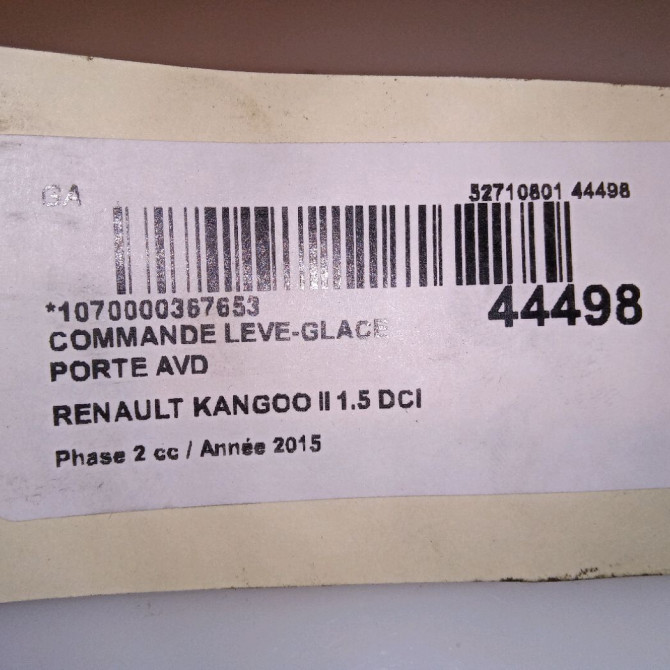 GA 52710801 44498
*1070000367653 44498
COMMANDE LEVE-GLACE
PORTE AVD
RENAULT KANGOO II 1.5 DCI
Phase 2 cc / Année 2015